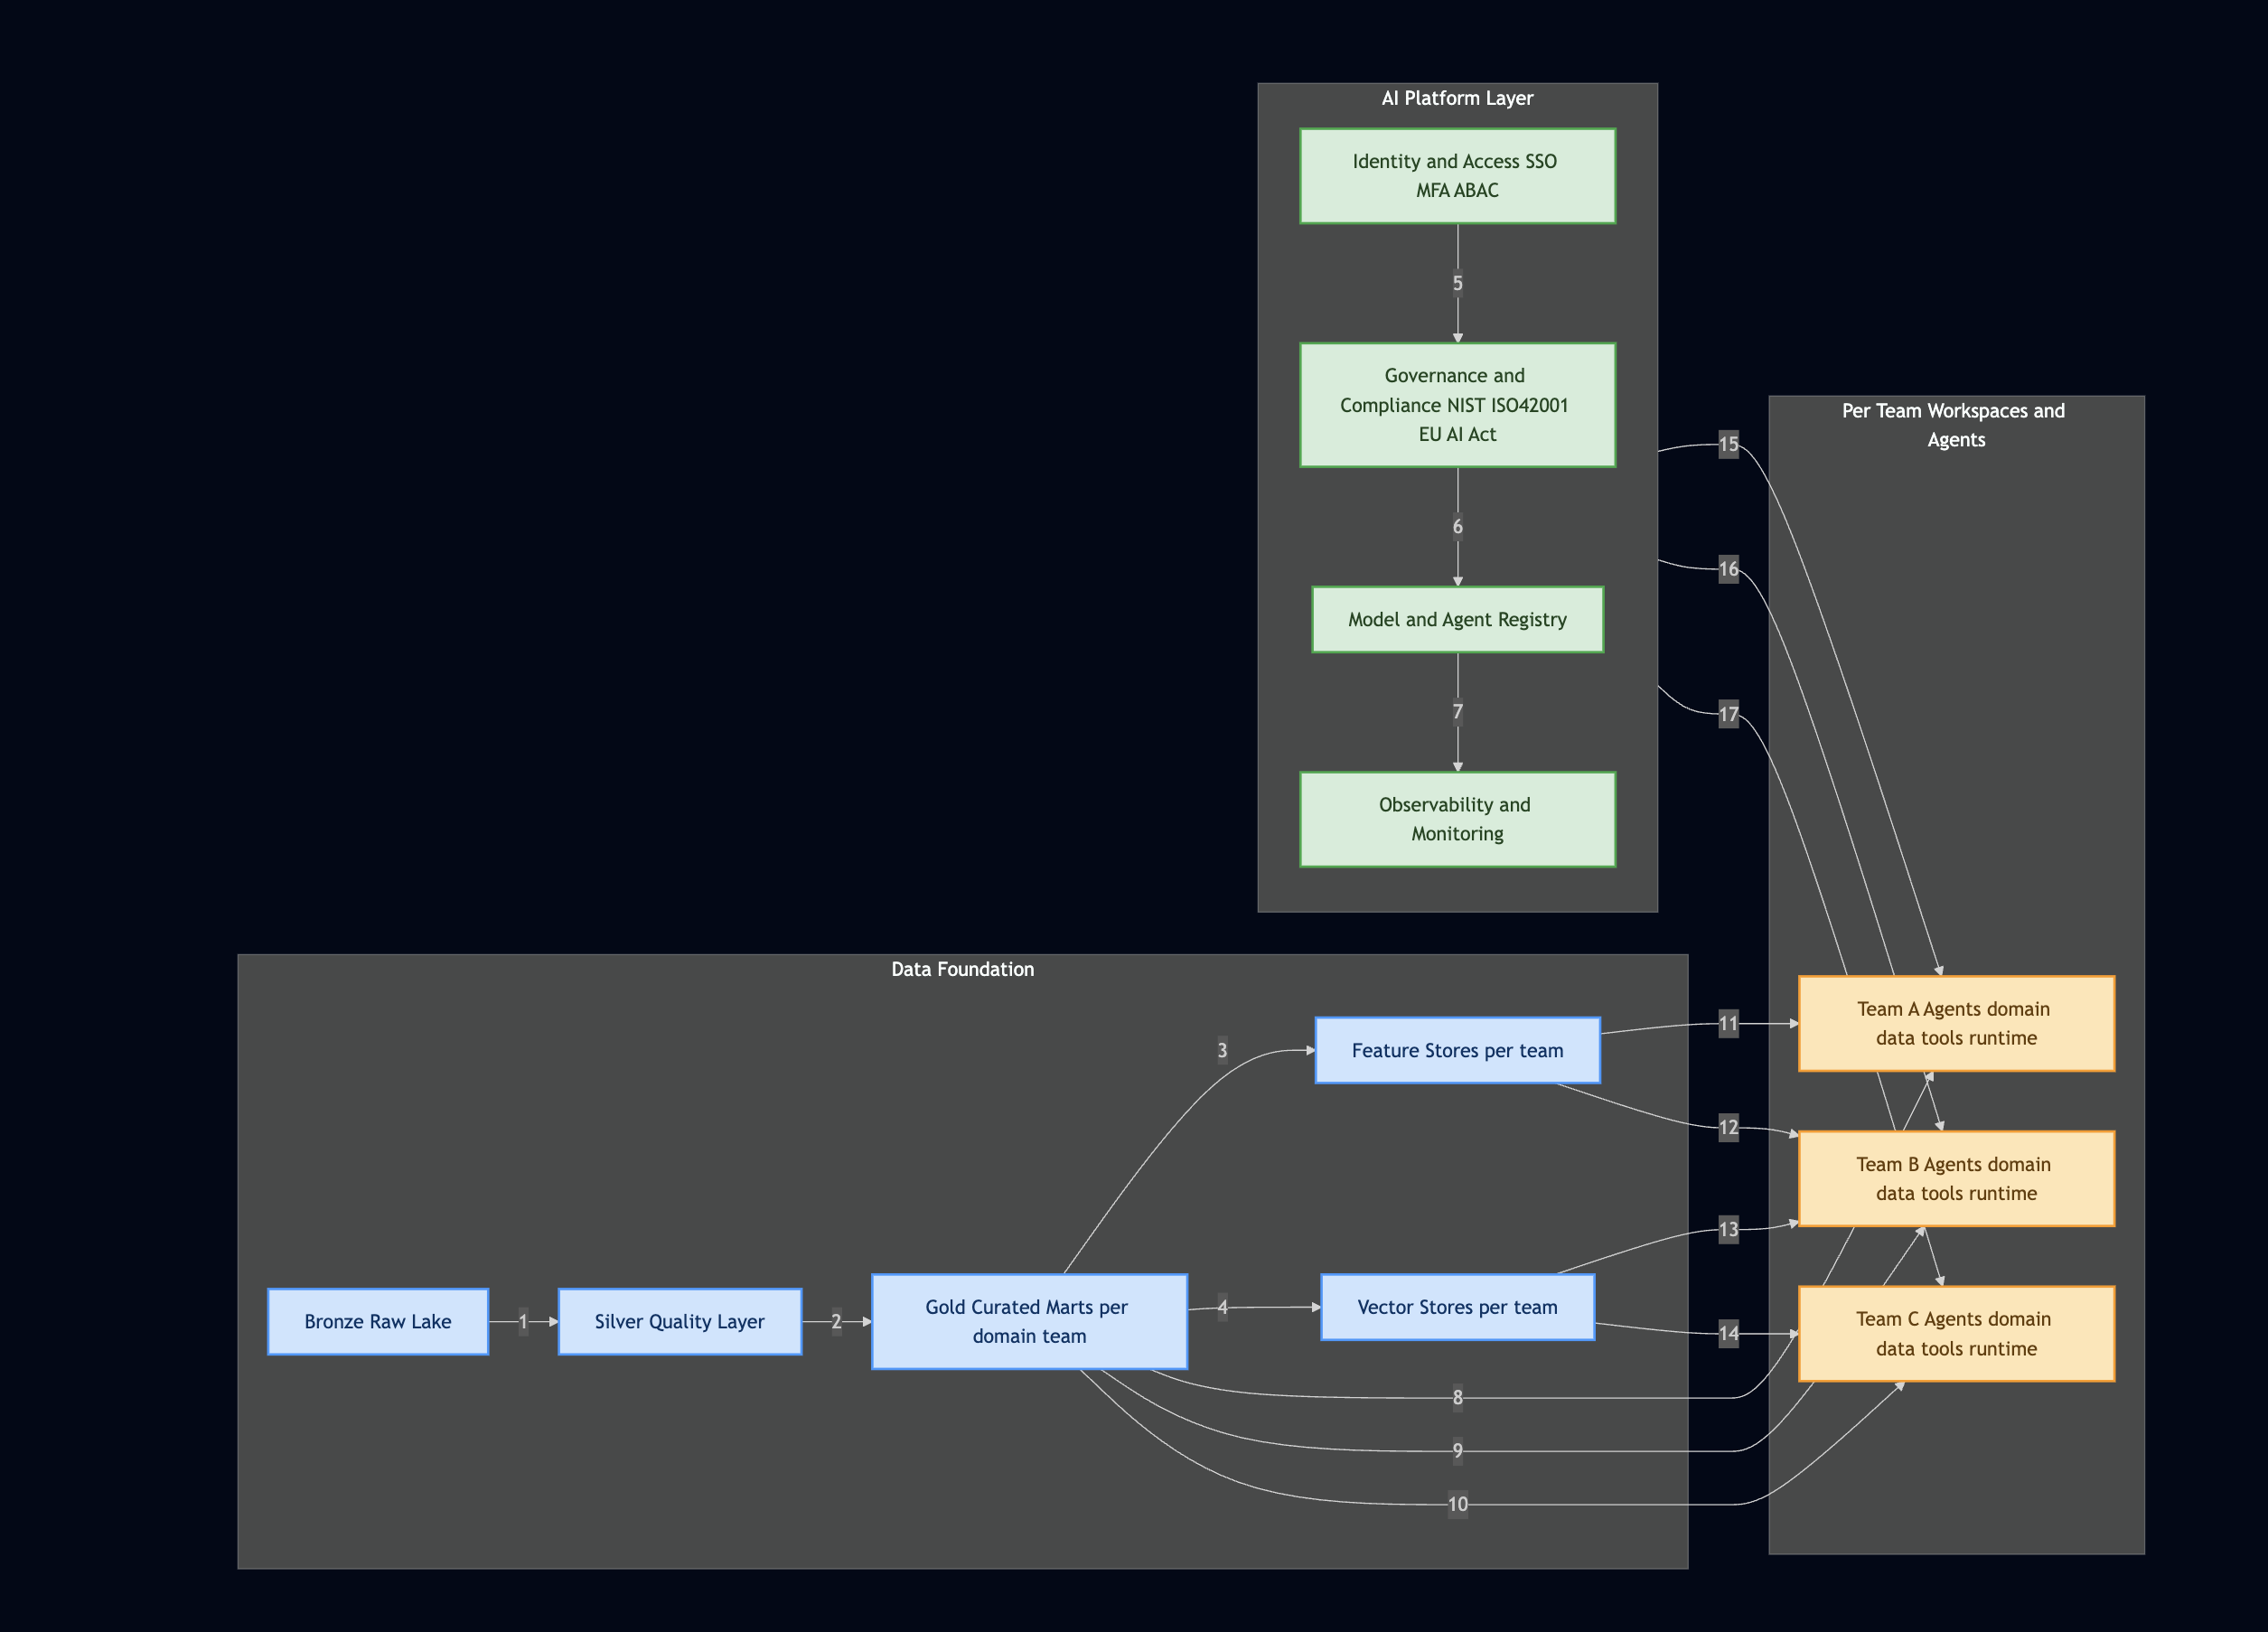 AI Platform Layer
Identity and Access SSO
MFA ABAC
5
Governance and
Compliance NIST ISO42001
EU AI Act
6
Model and Agent Registry
7
Observability and
Monitoring
15
16
17
Per Team Workspaces and
Agents
Team A Agents domain
data tools runtime
Team B Agents domain
data tools runtime
Team C Agents domain
data tools runtime
Data Foundation
Bronze Raw Lake
1
Silver Quality Layer
2
Gold Curated Marts per
domain team
3
Feature Stores per team
4
Vector Stores per team
11
12
13
14
8
9
10